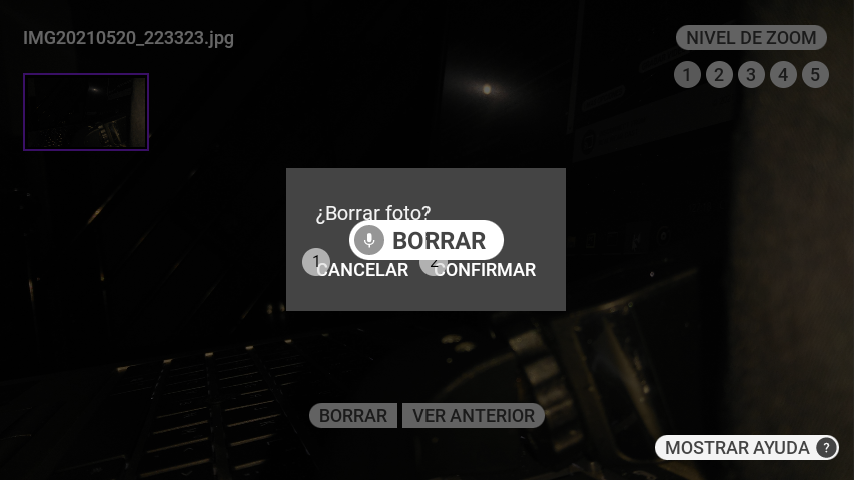 IMG20210520_223323.jpg
NIVEL DE ZOOM
1 2 3 4 5
¿Borrar foto?
BORRAR
1 CANCELAR 2 CONFIRMAR
BORRAR VER ANTERIOR
MOSTRAR AYUDA ?